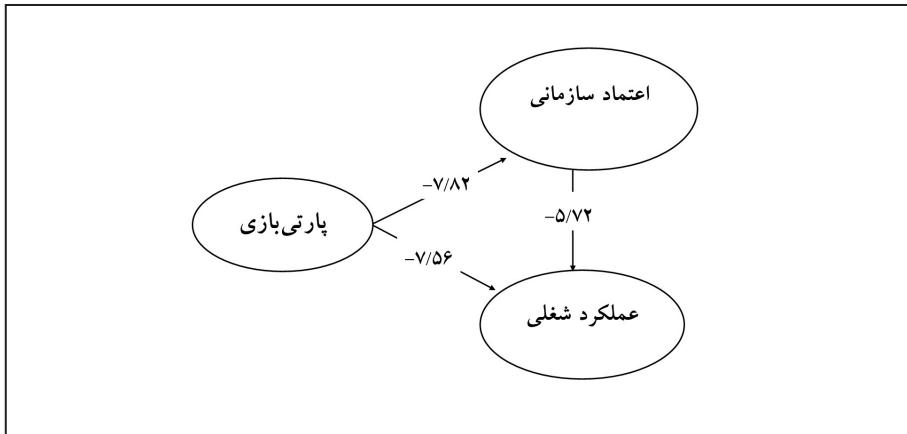 اعتماد سازمانی
−۷/۸۲
−۵/۷۲
پارتی‌بازی
−۷/۵۶
عملکرد شغلی